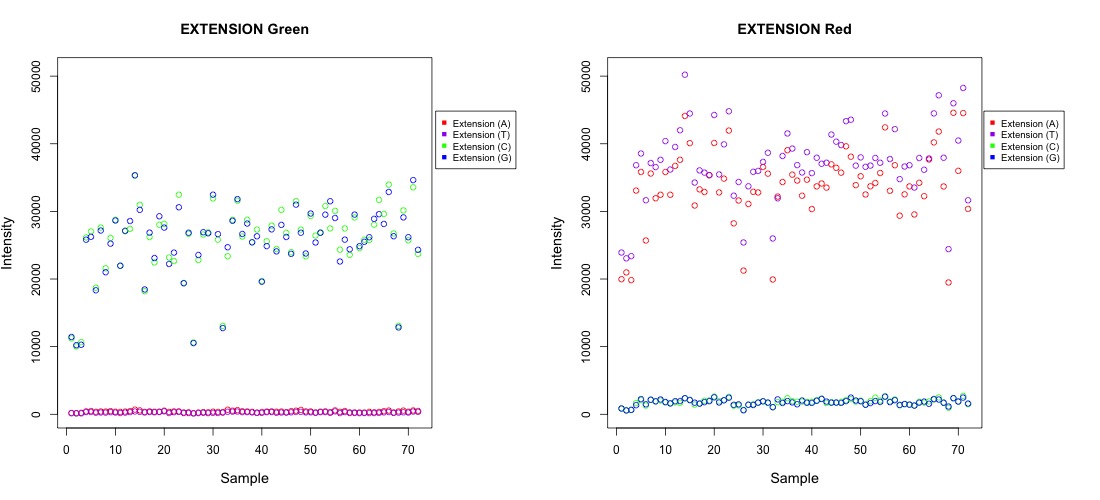 EXTENSION Green
Intensity
50000
40000
30000
20000
10000
0
0 10 20 30 40 50 60 70
Sample
Extension (A)
Extension (T)
Extension (C)
Extension (G)
EXTENSION Red
Intensity
50000
40000
30000
20000
10000
0
0 10 20 30 40 50 60 70
Sample
Extension (A)
Extension (T)
Extension (C)
Extension (G)